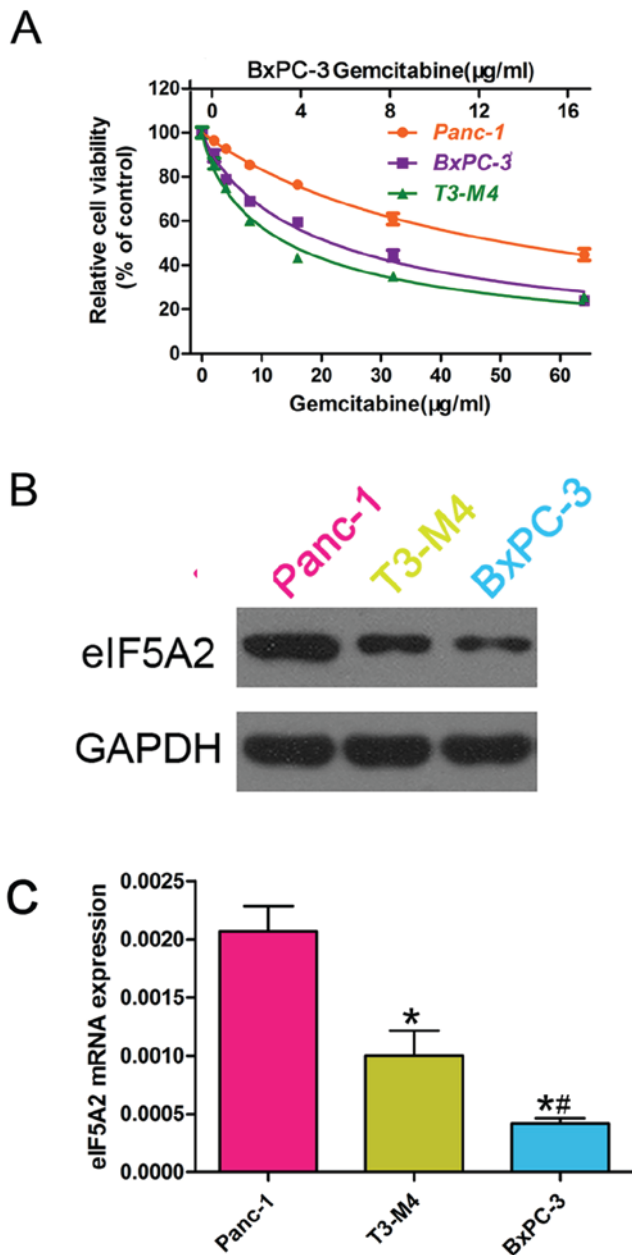 A
BxPC-3 Gemcitabine(µg/ml)
0 4 8 12 16
120
100
80
60
40
20
0
Relative cell viability
(% of control)
Panc-1
BxPC-3
T3-M4
0 10 20 30 40 50 60
Gemcitabine(µg/ml)
B
Panc-1 T3-M4 BxPC-3
eIF5A2
GAPDH
C
eIF5A2 mRNA expression
0.0025
0.0020
0.0015
0.0010
0.0005
0.0000
*
*#
Panc-1 T3-M4 BxPC-3